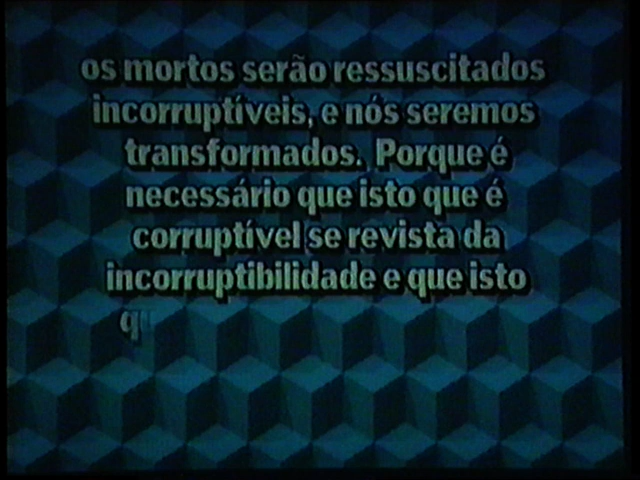 os mortos serão ressuscitados
incorruptíveis, e nós seremos
transformados. Porque é
necessário que isto que é
corruptível se revista da
incorruptibilidade e que isto
qu